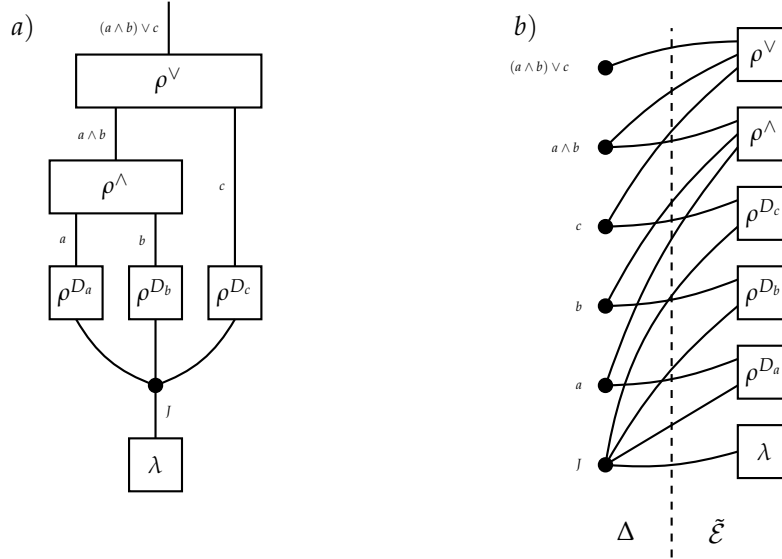 a)
(a ∧ b) ∨ c
ρ^∨
a ∧ b
ρ^∧
c
a
b
ρ^{D_a}
ρ^{D_b}
ρ^{D_c}
J
λ
b)
(a ∧ b) ∨ c
ρ^∨
a ∧ b
ρ^∧
c
ρ^{D_c}
b
ρ^{D_b}
a
ρ^{D_a}
J
λ
Δ
ℰ̃